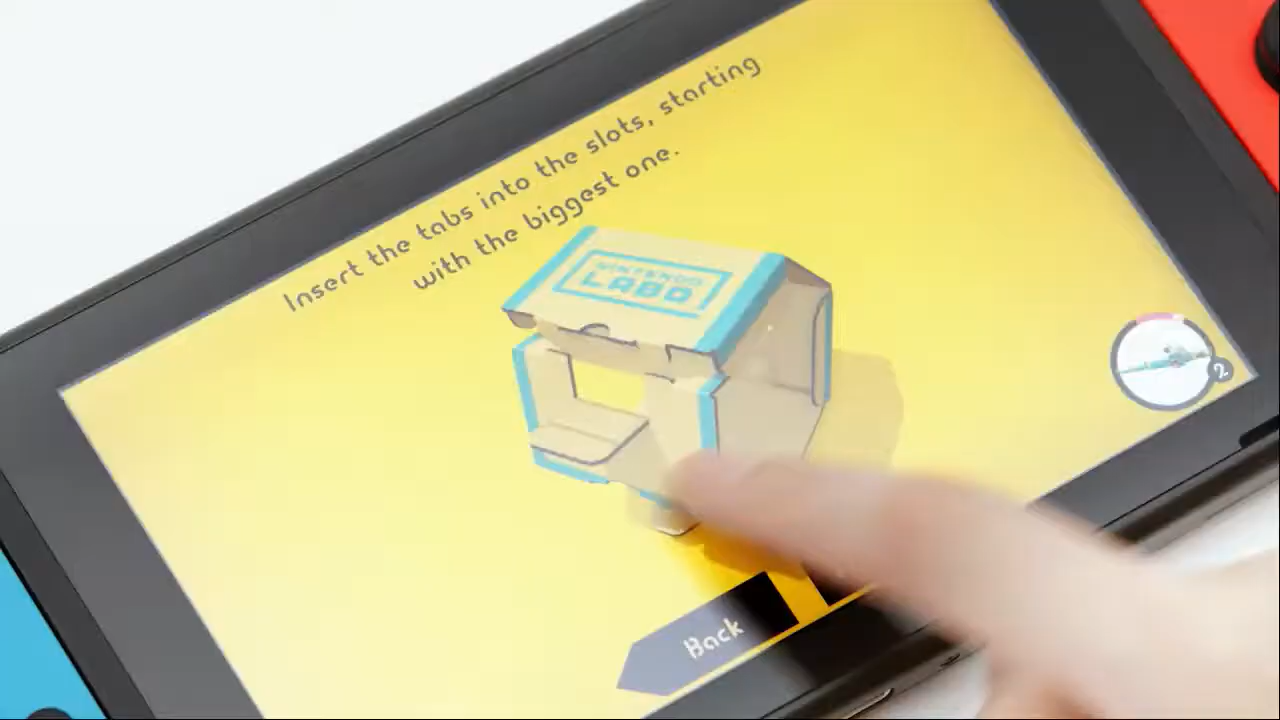 Insert the tabs into the slots, starting
with the biggest one.
NINTENDO
LABO
2
Back